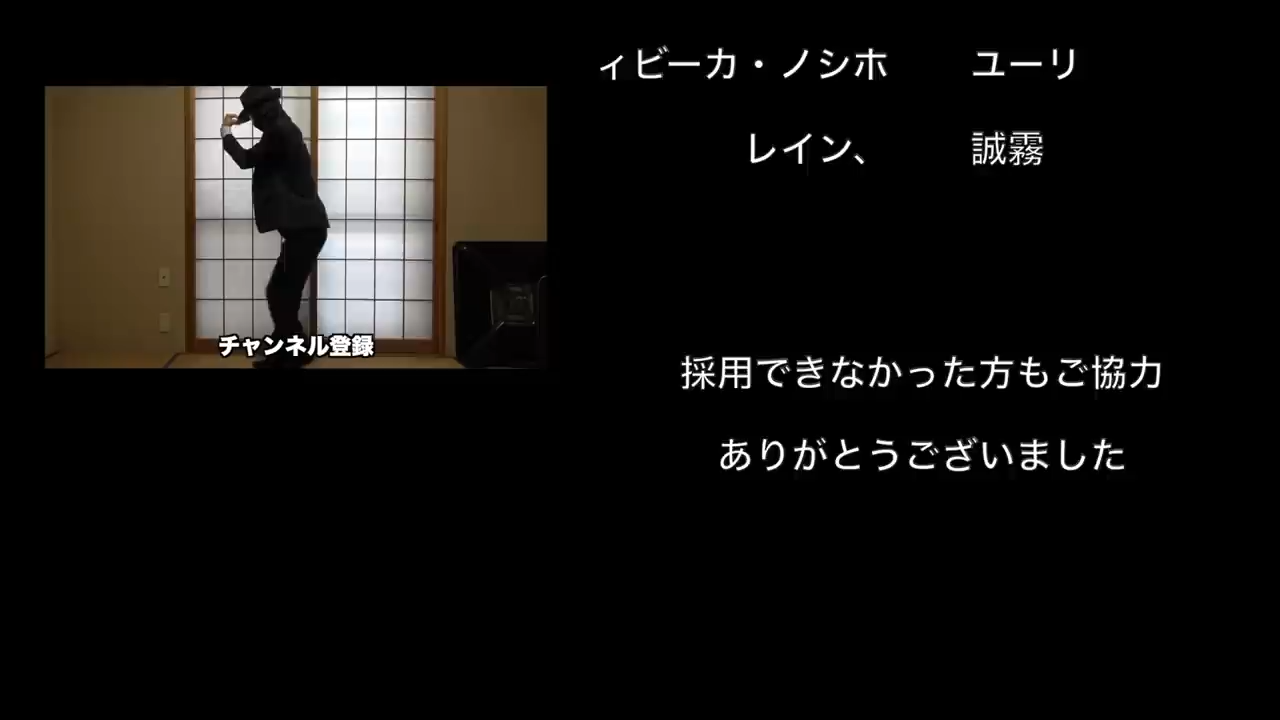 ィビーカ・ノシホ ユーリ
レイン、 誠霧
チャンネル登録
採用できなかった方もご協力
ありがとうございました